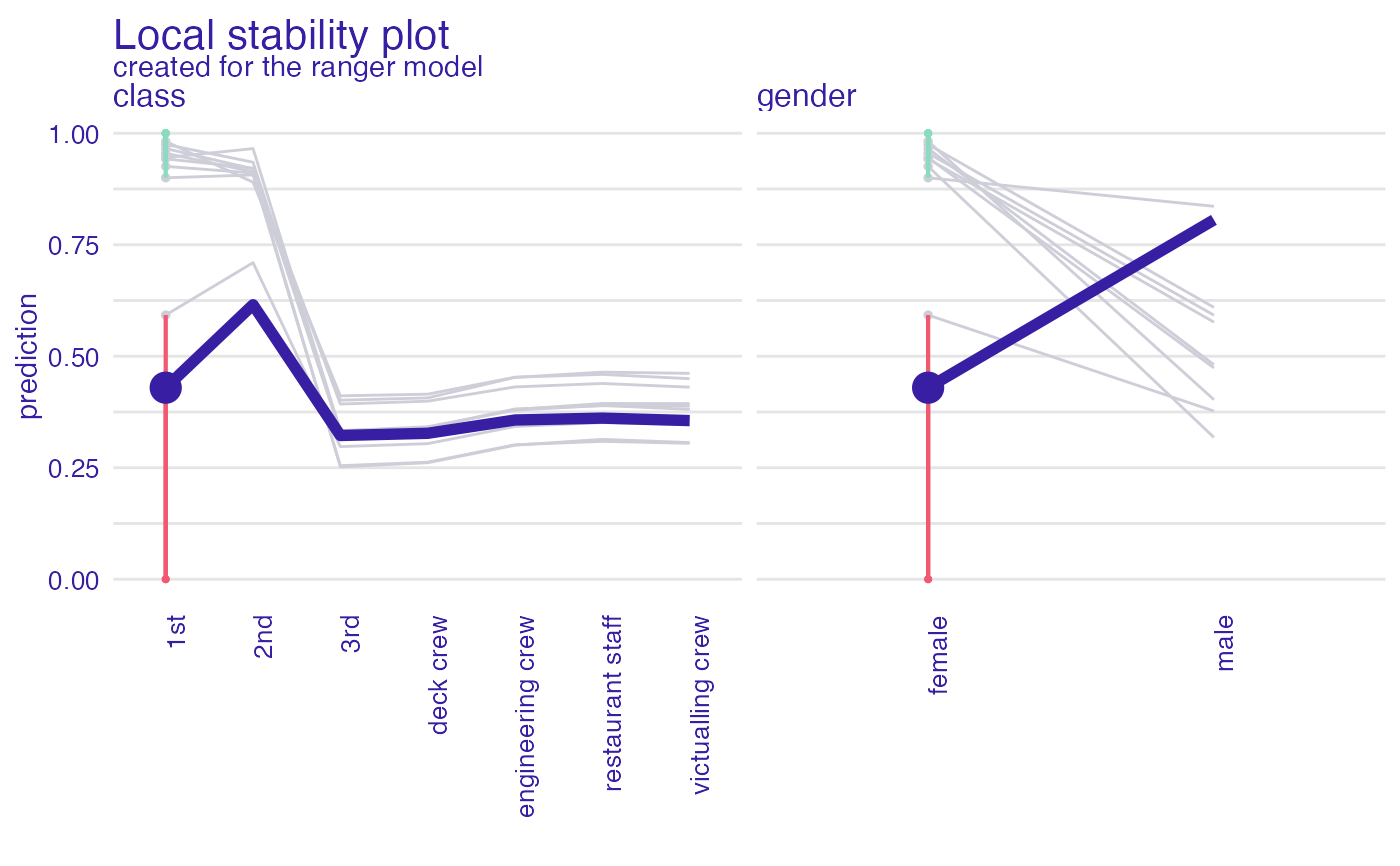 Local stability plot
created for the ranger model
class
gender
prediction
1.00
0.75
0.50
0.25
0.00
1st
2nd
3rd
deck crew
engineering crew
restaurant staff
victualling crew
female
male